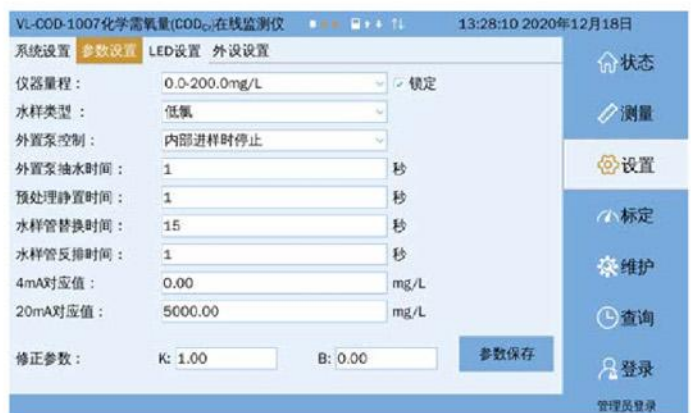 VL-COD-1007化学需氧量(CODCr)在线监测仪 13:28:10 2020年12月18日
系统设置 参数设置 LED设置 外设设置
仪器量程: 0.0-200.0mg/L 锁定
水样类型 : 低氯
外置泵控制: 内部进样时停止
外置泵抽水时间: 1 秒
预处理静置时间: 1 秒
水样管替换时间: 15 秒
水样管反排时间: 1 秒
4mA对应值: 0.00 mg/L
20mA对应值: 5000.00 mg/L
修正参数: K: 1.00 B: 0.00 参数保存
状态
测量
设置
标定
维护
查询
登录
管理员登录